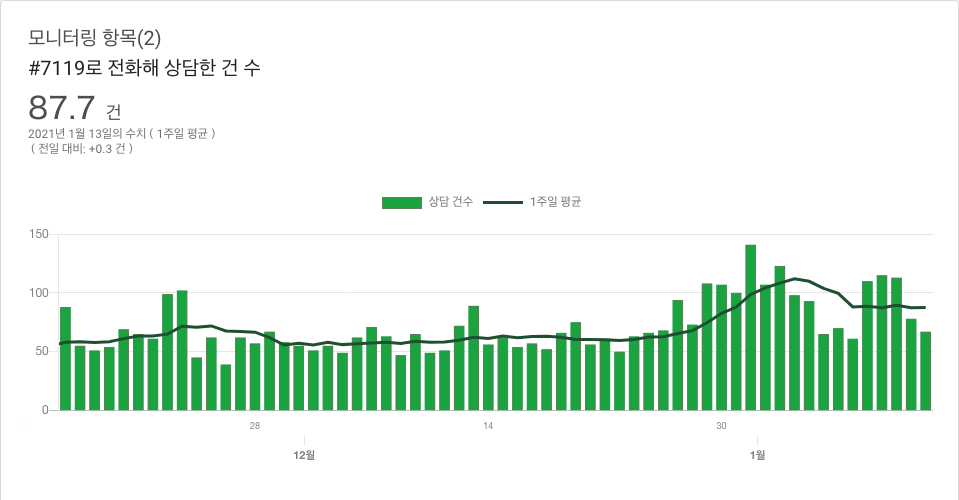 모니터링 항목(2)
#7119로 전화해 상담한 건 수
87.7 건
2021년 1월 13일의 수치 ( 1주일 평균 )
( 전일 대비: +0.3 건 )
상담 건수 1주일 평균
150
100
50
0
28 14 30
12월 1월